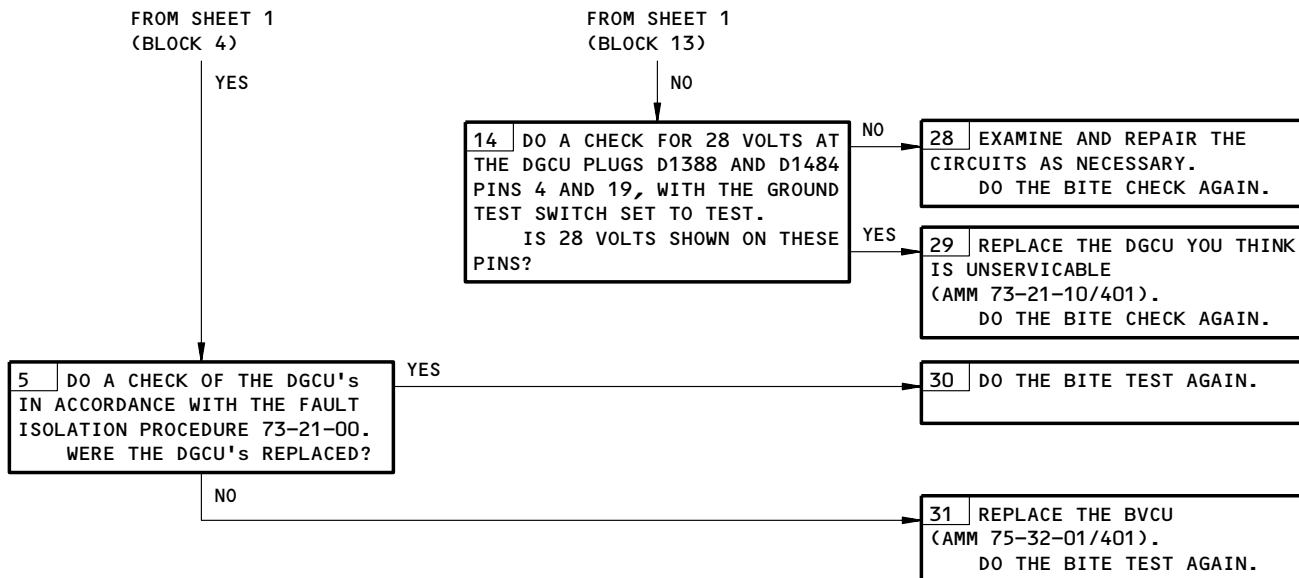 FROM SHEET 1
(BLOCK 4)
YES
FROM SHEET 1
(BLOCK 13)
NO
14 DO A CHECK FOR 28 VOLTS AT
THE DGCU PLUGS D1388 AND D1484
PINS 4 AND 19, WITH THE GROUND
TEST SWITCH SET TO TEST.
IS 28 VOLTS SHOWN ON THESE
PINS?
NO
28 EXAMINE AND REPAIR THE
CIRCUITS AS NECESSARY.
DO THE BITE CHECK AGAIN.
YES
29 REPLACE THE DGCU YOU THINK
IS UNSERVICABLE
(AMM 73-21-10/401).
DO THE BITE CHECK AGAIN.
5 DO A CHECK OF THE DGCU's
IN ACCORDANCE WITH THE FAULT
ISOLATION PROCEDURE 73-21-00.
WERE THE DGCU's REPLACED?
YES
30 DO THE BITE TEST AGAIN.
NO
31 REPLACE THE BVCU
(AMM 75-32-01/401).
DO THE BITE TEST AGAIN.